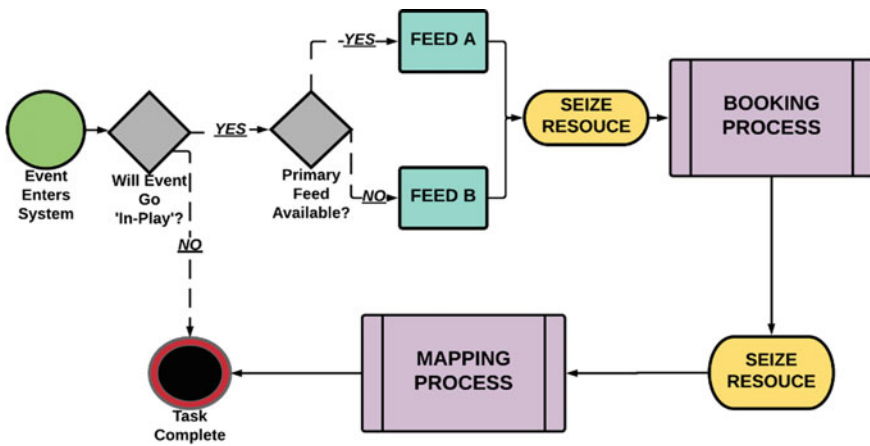 Event
Enters
System
Will Event
Go
'In-Play'?
YES
NO
Primary
Feed
Available?
YES
NO
FEED A
FEED B
SEIZE
RESOUCE
BOOKING
PROCESS
SEIZE
RESOUCE
MAPPING
PROCESS
Task
Complete